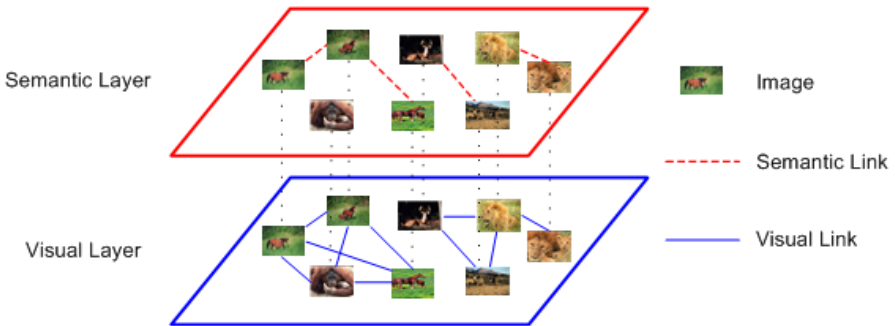 Semantic Layer
Image
Semantic Link
Visual Layer
Visual Link